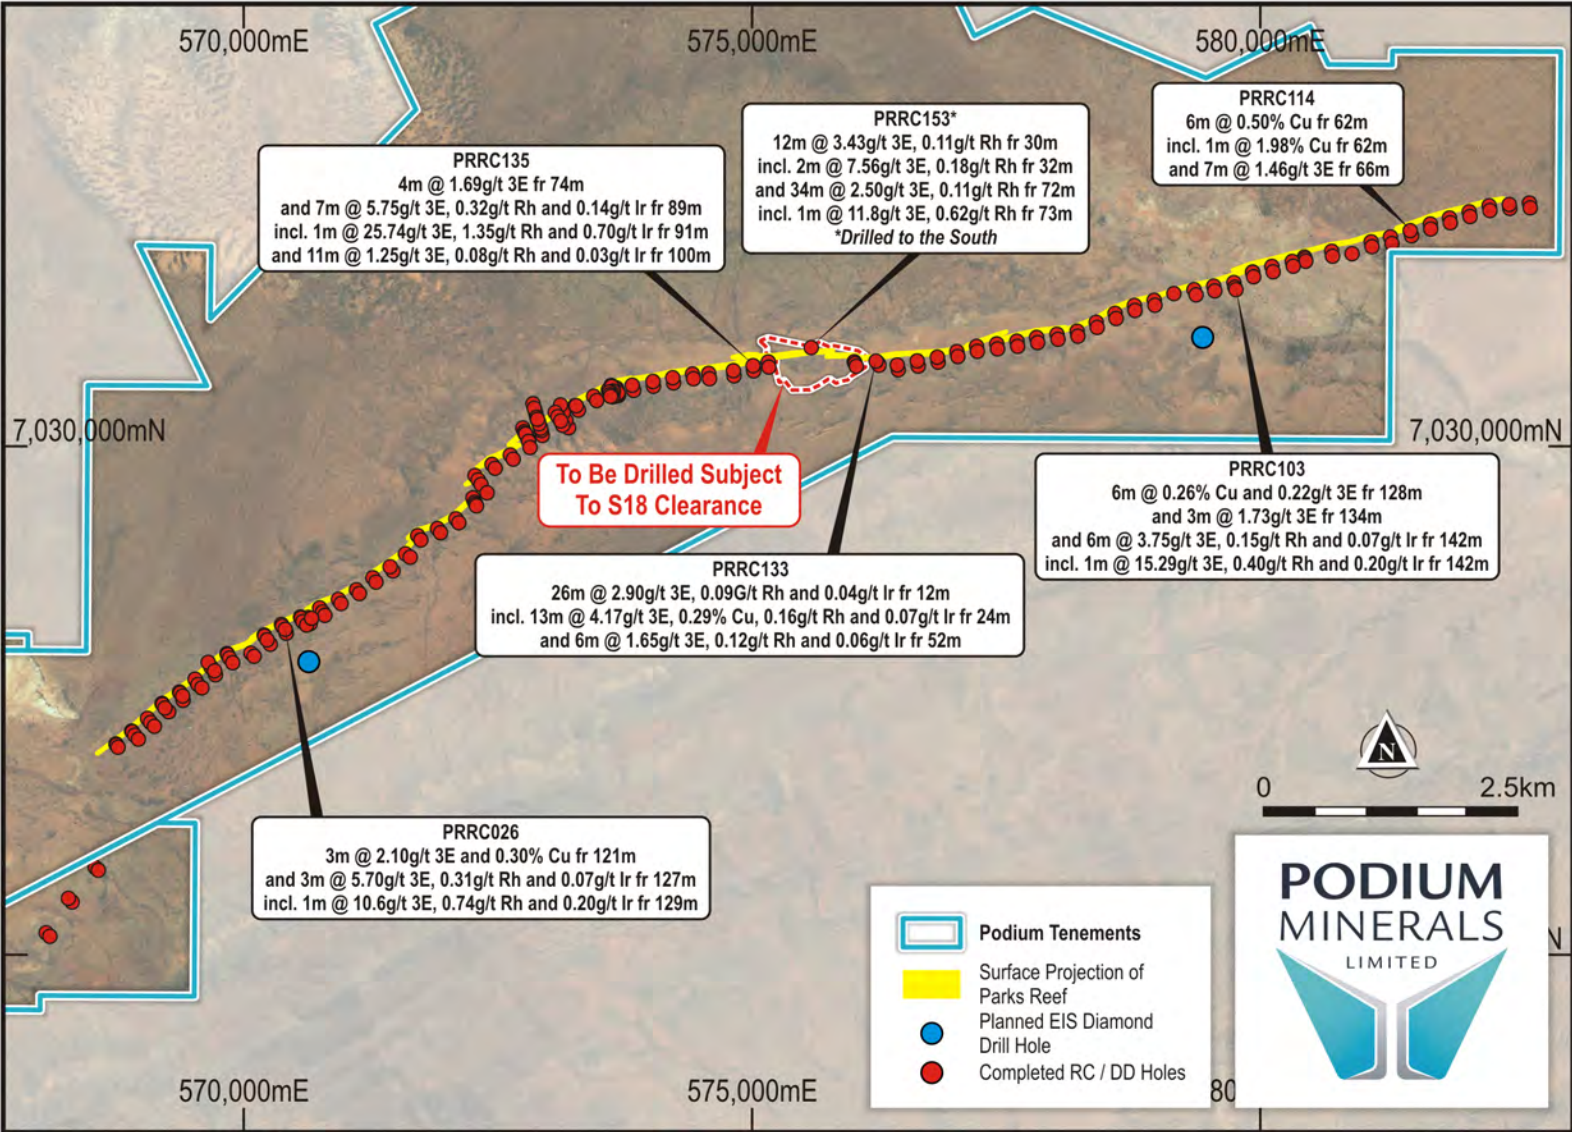 570,000mE
575,000mE
580,000mE
PRRC114
6m @ 0.50% Cu fr 62m
incl. 1m @ 1.98% Cu fr 62m
and 7m @ 1.46g/t 3E fr 66m
PRRC153*
12m @ 3.43g/t 3E, 0.11g/t Rh fr 30m
incl. 2m @ 7.56g/t 3E, 0.18g/t Rh fr 32m
and 34m @ 2.50g/t 3E, 0.11g/t Rh fr 72m
incl. 1m @ 11.8g/t 3E, 0.62g/t Rh fr 73m
*Drilled to the South
PRRC135
4m @ 1.69g/t 3E fr 74m
and 7m @ 5.75g/t 3E, 0.32g/t Rh and 0.14g/t Ir fr 89m
incl. 1m @ 25.74g/t 3E, 1.35g/t Rh and 0.70g/t Ir fr 91m
and 11m @ 1.25g/t 3E, 0.08g/t Rh and 0.03g/t Ir fr 100m
7,030,000mN
7,030,000mN
To Be Drilled Subject
To S18 Clearance
PRRC103
6m @ 0.26% Cu and 0.22g/t 3E fr 128m
and 3m @ 1.73g/t 3E fr 134m
and 6m @ 3.75g/t 3E, 0.15g/t Rh and 0.07g/t Ir fr 142m
incl. 1m @ 15.29g/t 3E, 0.40g/t Rh and 0.20g/t Ir fr 142m
PRRC133
26m @ 2.90g/t 3E, 0.09G/t Rh and 0.04g/t Ir fr 12m
incl. 13m @ 4.17g/t 3E, 0.29% Cu, 0.16g/t Rh and 0.07g/t Ir fr 24m
and 6m @ 1.65g/t 3E, 0.12g/t Rh and 0.06g/t Ir fr 52m
PRRC026
3m @ 2.10g/t 3E and 0.30% Cu fr 121m
and 3m @ 5.70g/t 3E, 0.31g/t Rh and 0.07g/t Ir fr 127m
incl. 1m @ 10.6g/t 3E, 0.74g/t Rh and 0.20g/t Ir fr 129m
N
0 2.5km
PODIUM
MINERALS
LIMITED
N
Podium Tenements
Surface Projection of
Parks Reef
Planned EIS Diamond
Drill Hole
Completed RC / DD Holes
570,000mE
575,000mE
80